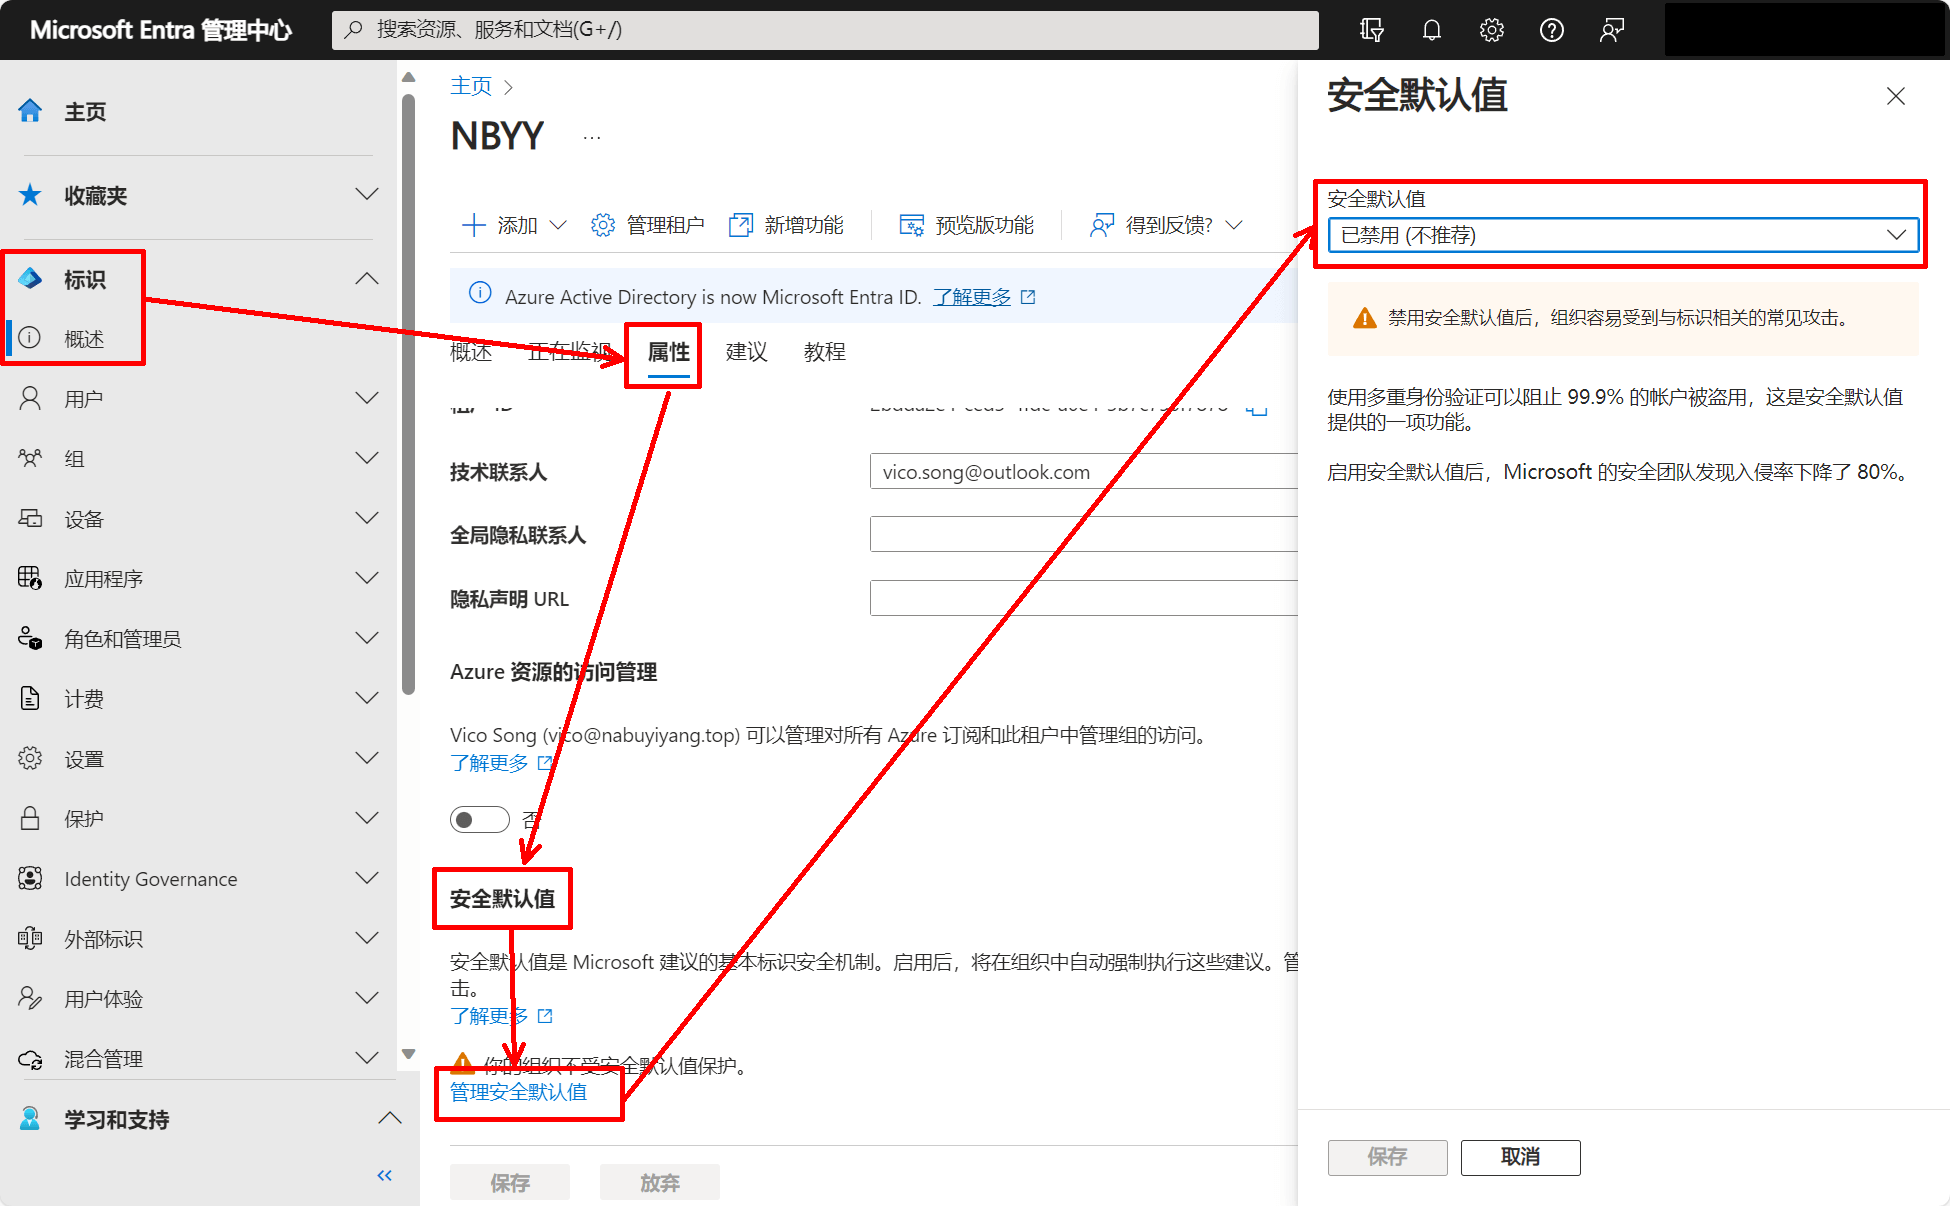 Microsoft Entra 管理中心
搜索资源、服务和文档(G+/)
主页
收藏夹
标识
概述
用户
组
设备
应用程序
角色和管理员
计费
设置
保护
Identity Governance
外部标识
用户体验
混合管理
学习和支持
主页
NBYY
...
添加
管理租户
新增功能
预览版功能
得到反馈?
Azure Active Directory is now Microsoft Entra ID. 了解更多
概述
正在监视
属性
建议
教程
技术联系人
vico.song@outlook.com
全局隐私联系人
隐私声明 URL
Azure 资源的访问管理
Vico Song (vico@nabuyiyang.top) 可以管理对所有 Azure 订阅和此租户中管理组的访问。
了解更多
否
安全默认值
安全默认值是 Microsoft 建议的基本标识安全机制。启用后，将在组织中自动强制执行这些建议。管
击。
了解更多
你的组织不受安全默认值保护。
管理安全默认值
保存
放弃
安全默认值
安全默认值
已禁用 (不推荐)
禁用安全默认值后，组织容易受到与标识相关的常见攻击。
使用多重身份验证可以阻止 99.9% 的帐户被盗用，这是安全默认值
提供的一项功能。
启用安全默认值后，Microsoft 的安全团队发现入侵率下降了 80%。
保存
取消